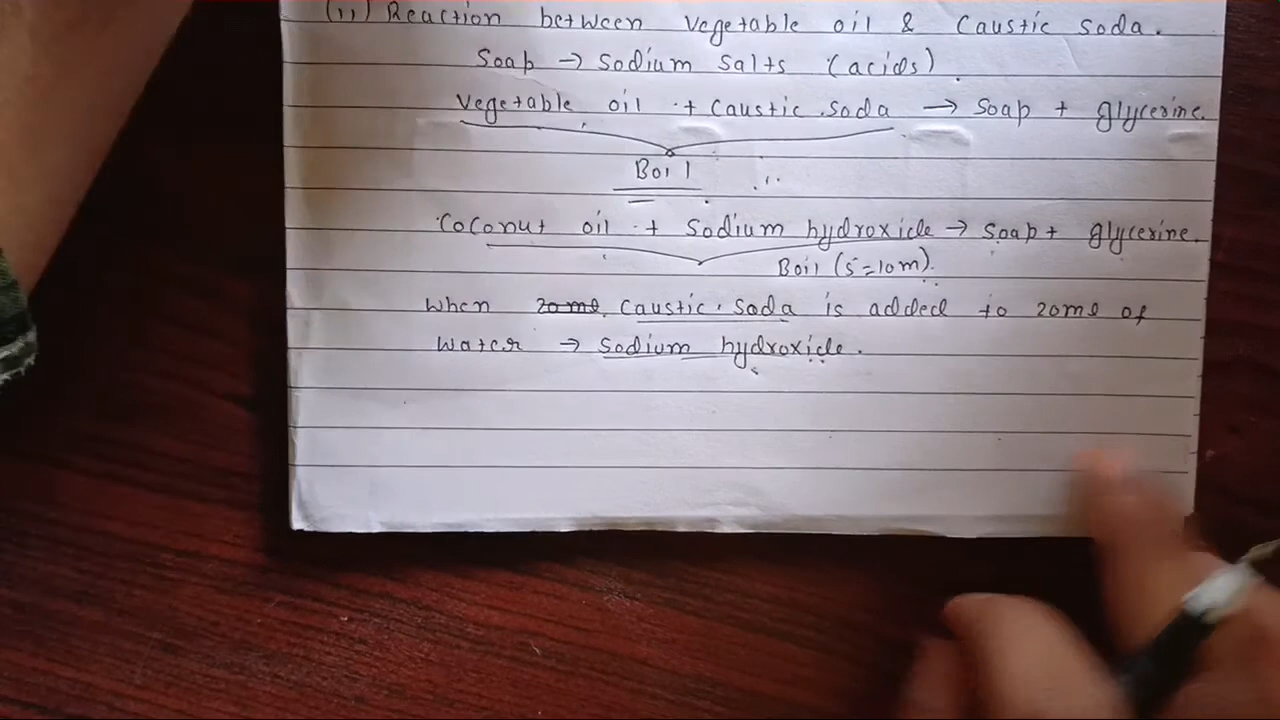 (ii) Reaction between vegetable oil & Caustic soda.
Soap → sodium salts (acids)
Vegetable oil + caustic soda → soap + glycerine.
Boil
Coconut oil + sodium hydroxide → soap + glycerine.
Boil (5=10m).
When 20ml caustic soda is added to 20ml of
water → sodium hydroxide.